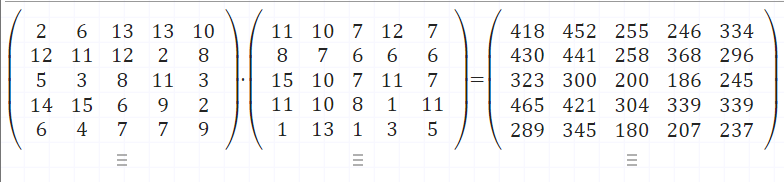 2 6 13 13 10 11 10 7 12 7 418 452 255 246 334
12 11 12 2 8 8 7 6 6 6 430 441 258 368 296
5 3 8 11 3 · 15 10 7 11 7 = 323 300 200 186 245
14 15 6 9 2 11 10 8 1 11 465 421 304 339 339
6 4 7 7 9 1 13 1 3 5 289 345 180 207 237